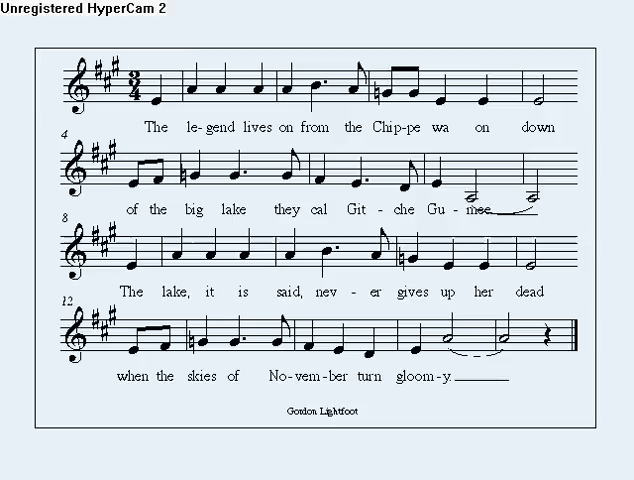 Unregistered HyperCam 2
3
4
The le-gend lives on from the Chip-pe wa on down
4
of the big lake they cal Git - che Gu - mee
8
The lake, it is said, nev - er gives up her dead
12
when the skies of No-vem-ber turn gloom-y.
Gordon Lightfoot